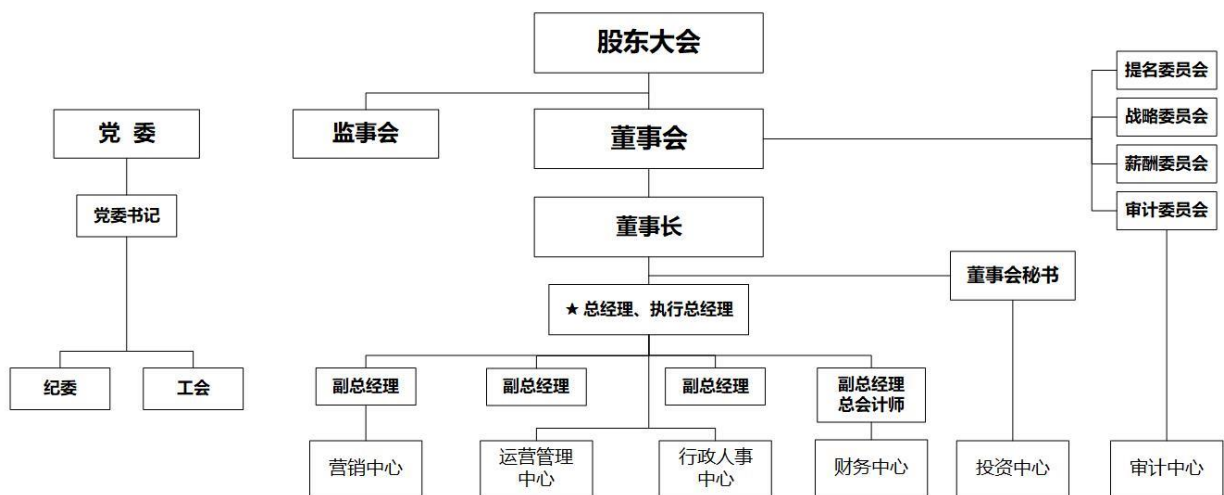 股东大会
提名委员会
战略委员会
薪酬委员会
审计委员会
党 委
监事会
董事会
党委书记
董事长
董事会秘书
★ 总经理、执行总经理
纪委
工会
副总经理
副总经理
副总经理
副总经理
总会计师
营销中心
运营管理
中心
行政人事
中心
财务中心
投资中心
审计中心